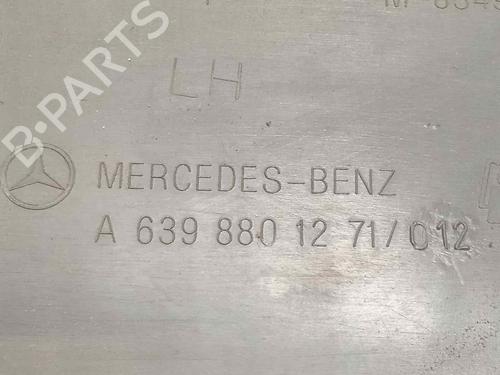 LH
MERCEDES-BENZ
A 639 880 12 71/012
B-PARTS